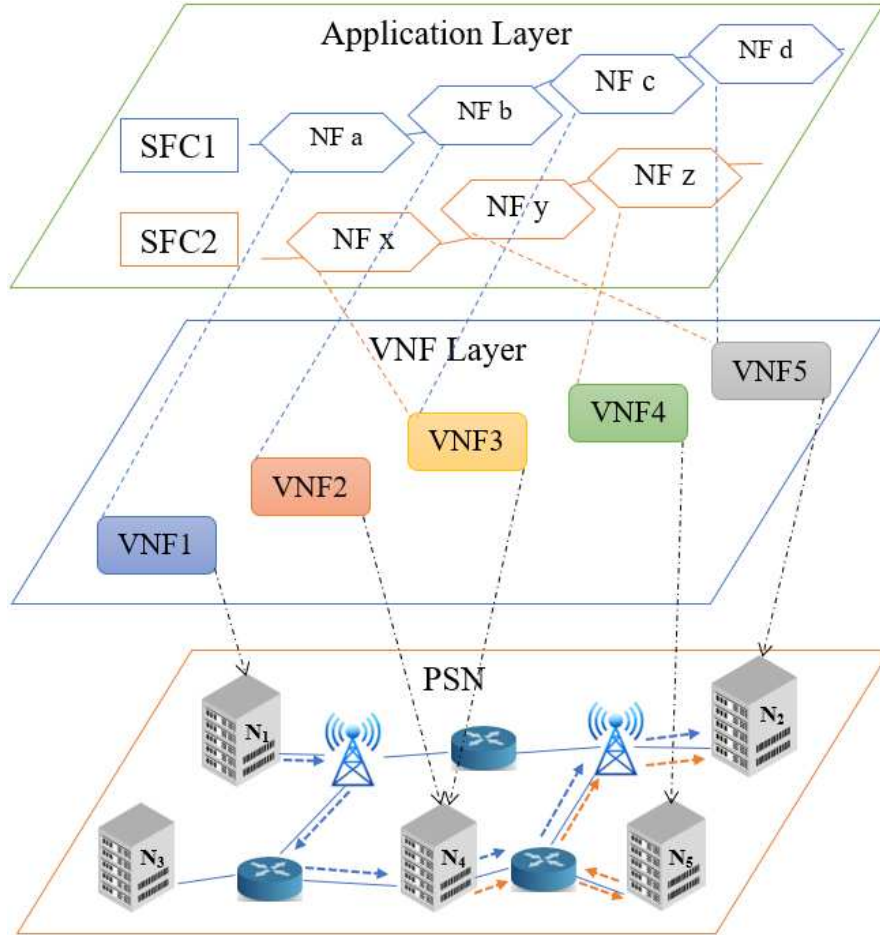 Application Layer
SFC1
NF a
NF b
NF c
NF d
SFC2
NF x
NF y
NF z
VNF Layer
VNF1
VNF2
VNF3
VNF4
VNF5
PSN
N1
N2
N3
N4
N5